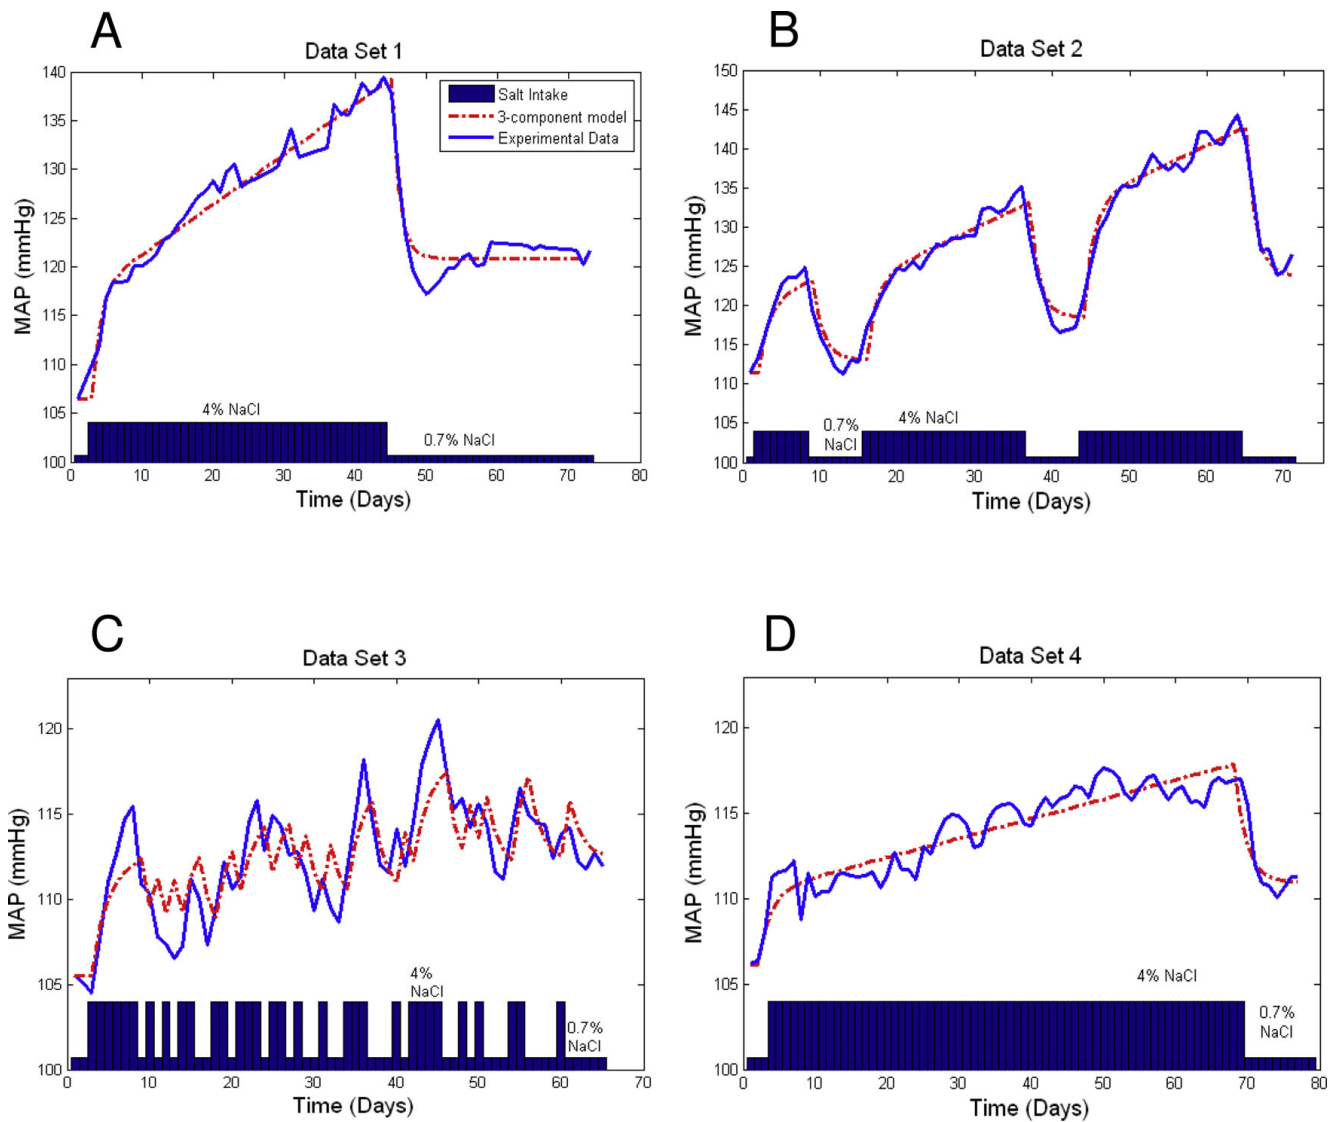 A
Data Set 1
140
135
130
125
120
115
110
105
100
MAP (mmHg)
Salt Intake
3-component model
Experimental Data
4% NaCl
0.7% NaCl
0 10 20 30 40 50 60 70 80
Time (Days)
B
Data Set 2
150
145
140
135
130
125
120
115
110
105
100
MAP (mmHg)
0.7%
NaCl
4% NaCl
0 10 20 30 40 50 60 70
Time (Days)
C
Data Set 3
120
115
110
105
100
MAP (mmHg)
4%
NaCl
0.7%
NaCl
0 10 20 30 40 50 60 70
Time (Days)
D
Data Set 4
120
115
110
105
100
MAP (mmHg)
4% NaCl
0.7%
NaCl
0 10 20 30 40 50 60 70 80
Time (Days)